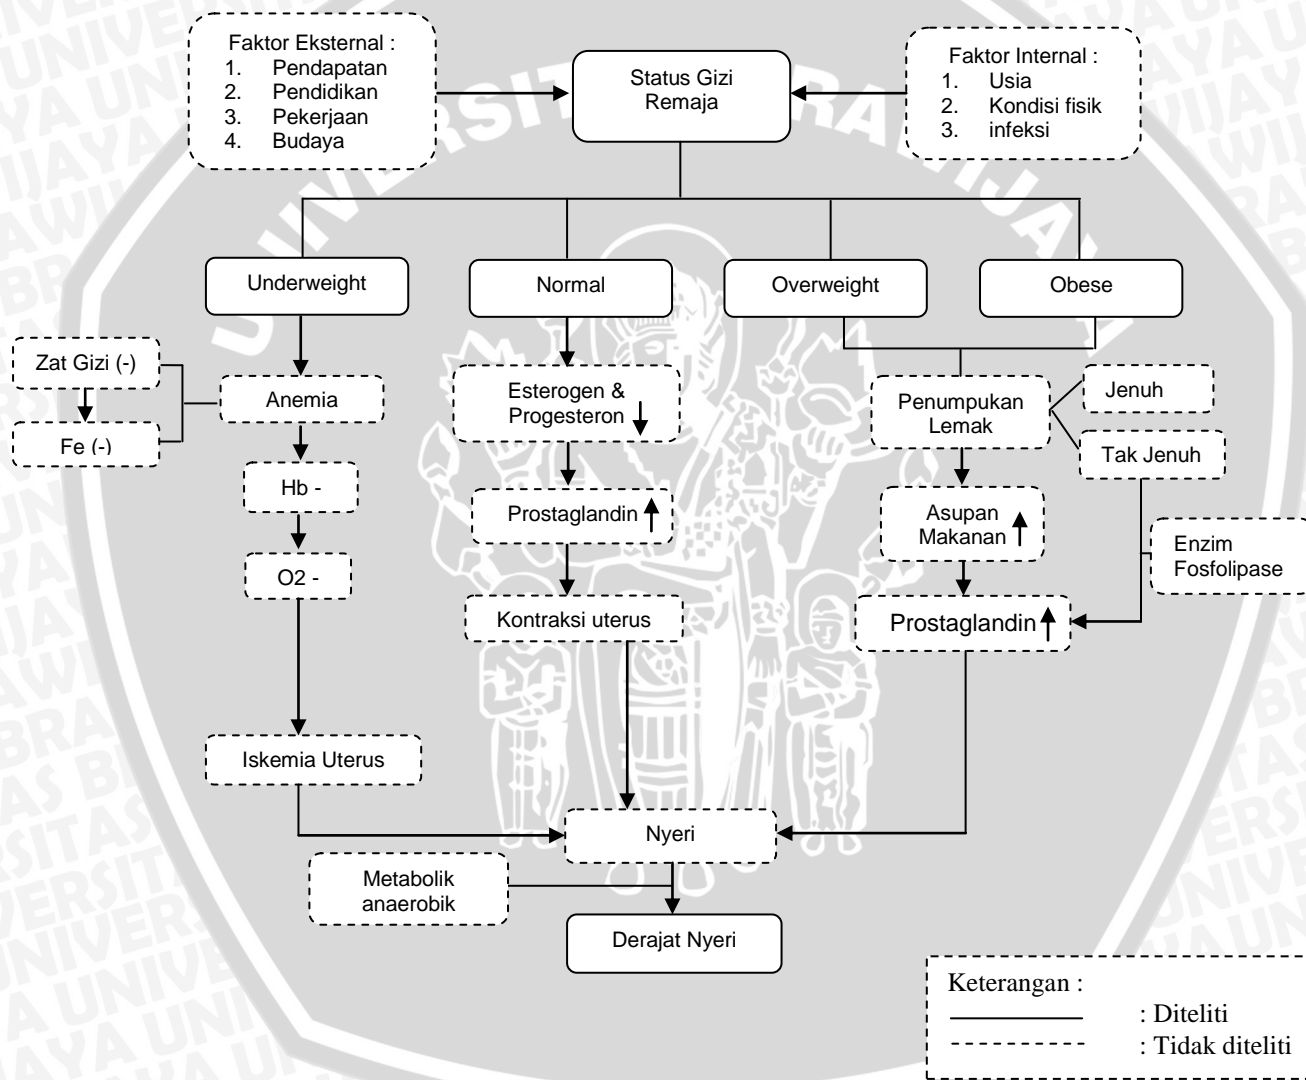 Faktor Eksternal :
1. Pendapatan
2. Pendidikan
3. Pekerjaan
4. Budaya
Status Gizi
Remaja
Faktor Internal :
1. Usia
2. Kondisi fisik
3. infeksi
Underweight
Normal
Overweight
Obese
Zat Gizi (-)
Fe (-)
Anemia
Hb -
O2 -
Iskemia Uterus
Esterogen &
Progesteron
Prostaglandin
Kontraksi uterus
Penumpukan
Lemak
Jenuh
Tak Jenuh
Asupan
Makanan
Enzim
Fosfolipase
Prostaglandin
Nyeri
Metabolik
anaerobik
Derajat Nyeri
Keterangan :
: Diteliti
: Tidak diteliti
UNIVERSITAS BRAWIJAYA